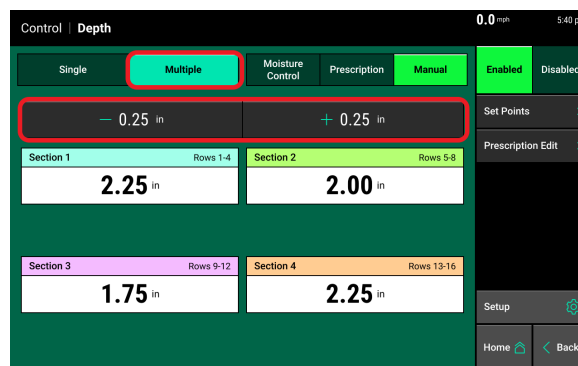 Control | Depth
0.0 mph
5:40 p
Single
Multiple
Moisture
Control
Prescription
Manual
Enabled
Disabled
— 0.25 in
+ 0.25 in
Set Points
Prescription Edit
Section 1 Rows 1-4
2.25 in
Section 2 Rows 5-8
2.00 in
Section 3 Rows 9-12
1.75 in
Section 4 Rows 13-16
2.25 in
Setup
Home
Back